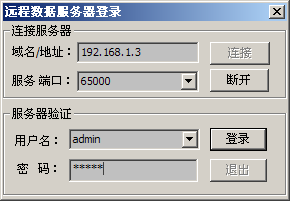 远程数据服务器登录
连接服务器
域名/地址： 192.168.1.3 连接
服务 端口： 65000 断开
服务器验证
用户名： admin 登录
密 码： ***** 退出